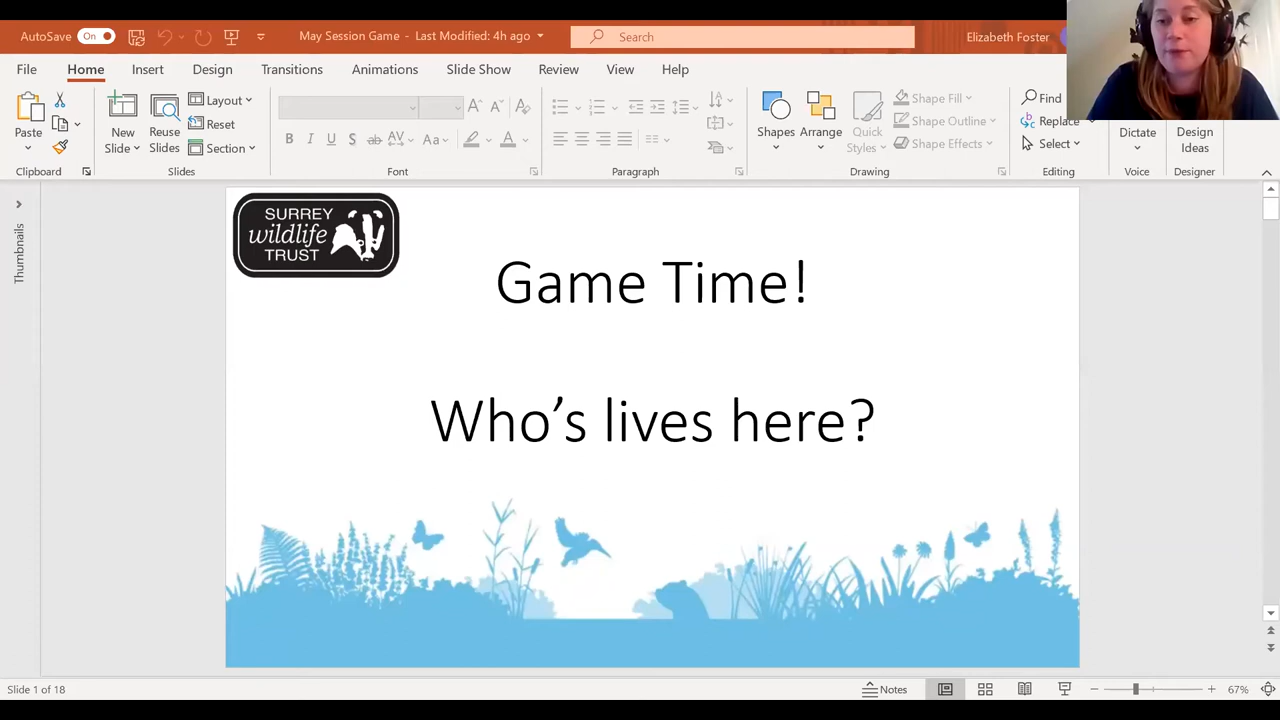 AutoSave On May Session Game - Last Modified: 4h ago Search Elizabeth Foster
File Home Insert Design Transitions Animations Slide Show Review View Help
Paste
Clipboard
New Slide
Reuse Slides
Layout
Reset
Section
Slides
B I U S ab AV Aa A
Font
Paragraph
Shapes
Arrange
Quick Styles
Shape Fill
Shape Outline
Shape Effects
Drawing
Find
Replace
Select
Editing
Dictate
Voice
Design Ideas
Designer
Thumbnails
SURREY
wildlife
TRUST
Game Time!
Who's lives here?
Slide 1 of 18 Notes 67%